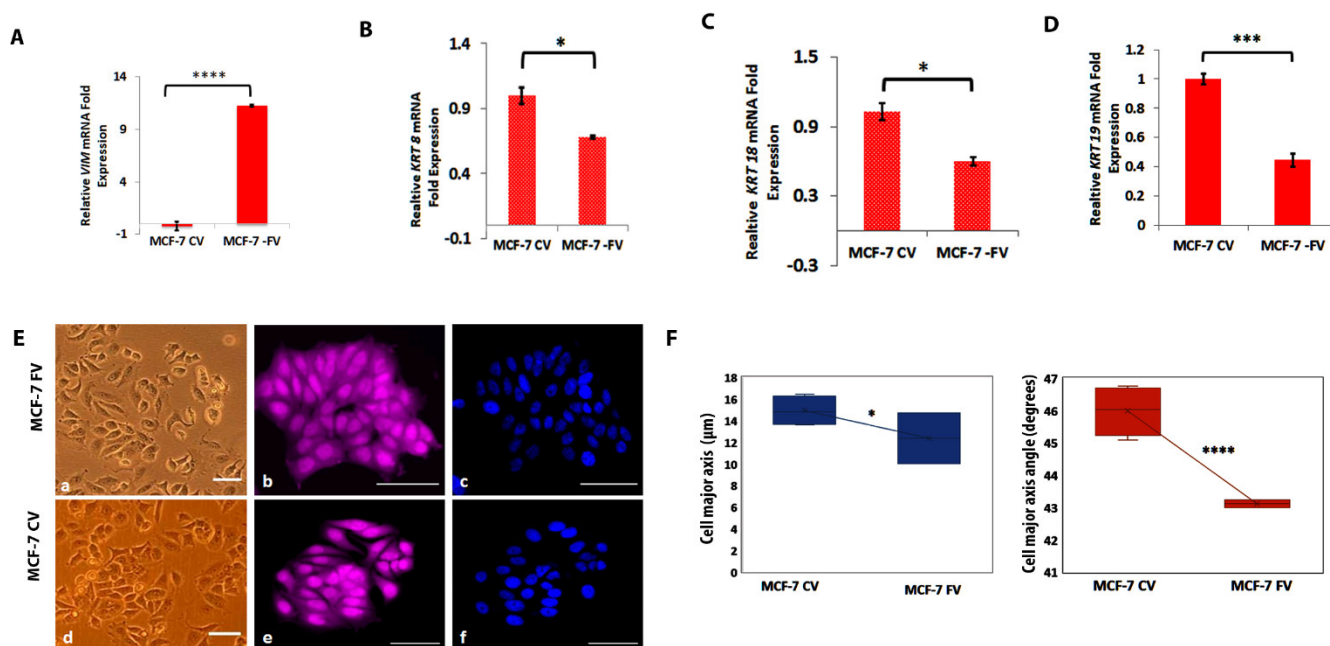 A
Relative VIM mRNA Fold
Expression
14
11
4
-1
****
MCF-7 CV
MCF-7 -FV
B
Realtive KRT 8 mRNA
Fold Expression
1.4
0.9
0.4
-0.1
*
MCF-7 CV
MCF-7 -FV
C
Realtive KRT 18 mRNA Fold
Expression
1.5
0.9
0.3
-0.3
*
MCF-7 CV
MCF-7 -FV
D
Realtive KRT 19 mRNA Fold
Expression
1.2
1
0.8
0.6
0.4
0.2
0
***
MCF-7 CV
MCF-7 -FV
E
MCF-7 FV
a
b
c
MCF-7 CV
d
e
f
F
Cell major axis (μm)
18
16
14
12
10
8
6
4
2
0
*
MCF-7 CV
MCF-7 FV
Cell major axis angle (degrees)
47
46
45
44
43
42
41
****
MCF-7 CV
MCF-7 FV